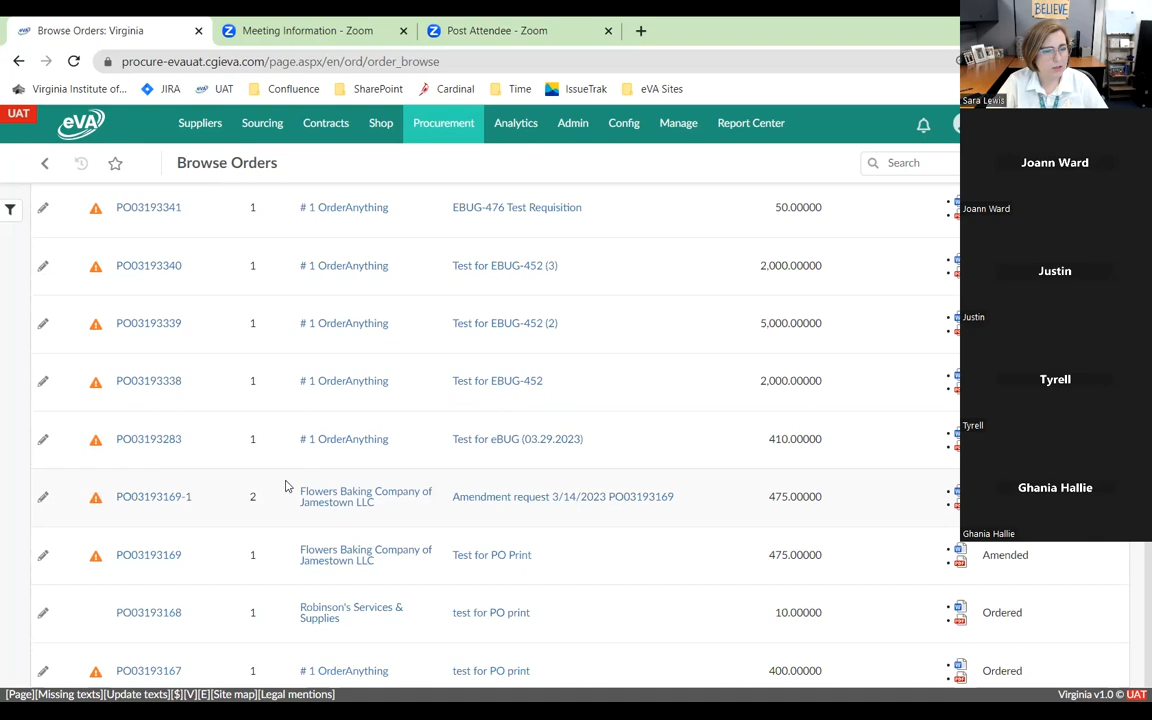 Browse Orders: Virginia
Meeting Information - Zoom
Post Attendee - Zoom
BELIEVE
procure-evauat.cgieva.com/page.aspx/en/ord/order_browse
Virginia Institute of...
JIRA
UAT
Confluence
SharePoint
Cardinal
Time
IssueTrak
eVA Sites
Sara Lewis
UAT
eVA
Suppliers
Sourcing
Contracts
Shop
Procurement
Analytics
Admin
Config
Manage
Report Center
Browse Orders
Search
Joann Ward
Joann Ward
PO03193341 1 # 1 OrderAnything EBUG-476 Test Requisition 50.00000
PO03193340 1 # 1 OrderAnything Test for EBUG-452 (3) 2,000.00000
Justin
Justin
PO03193339 1 # 1 OrderAnything Test for EBUG-452 (2) 5,000.00000
PO03193338 1 # 1 OrderAnything Test for EBUG-452 2,000.00000
Tyrell
Tyrell
PO03193283 1 # 1 OrderAnything Test for eBUG (03.29.2023) 410.00000
PO03193169-1 2 Flowers Baking Company of
Jamestown LLC Amendment request 3/14/2023 PO03193169 475.00000
Ghania Hallie
Ghania Hallie
PO03193169 1 Flowers Baking Company of
Jamestown LLC Test for PO Print 475.00000 Amended
PO03193168 1 Robinson's Services &
Supplies test for PO print 10.00000 Ordered
PO03193167 1 # 1 OrderAnything test for PO print 400.00000 Ordered
[Page][Missing texts][Update texts][$][V][E][Site map][Legal mentions]
Virginia v1.0 © UAT